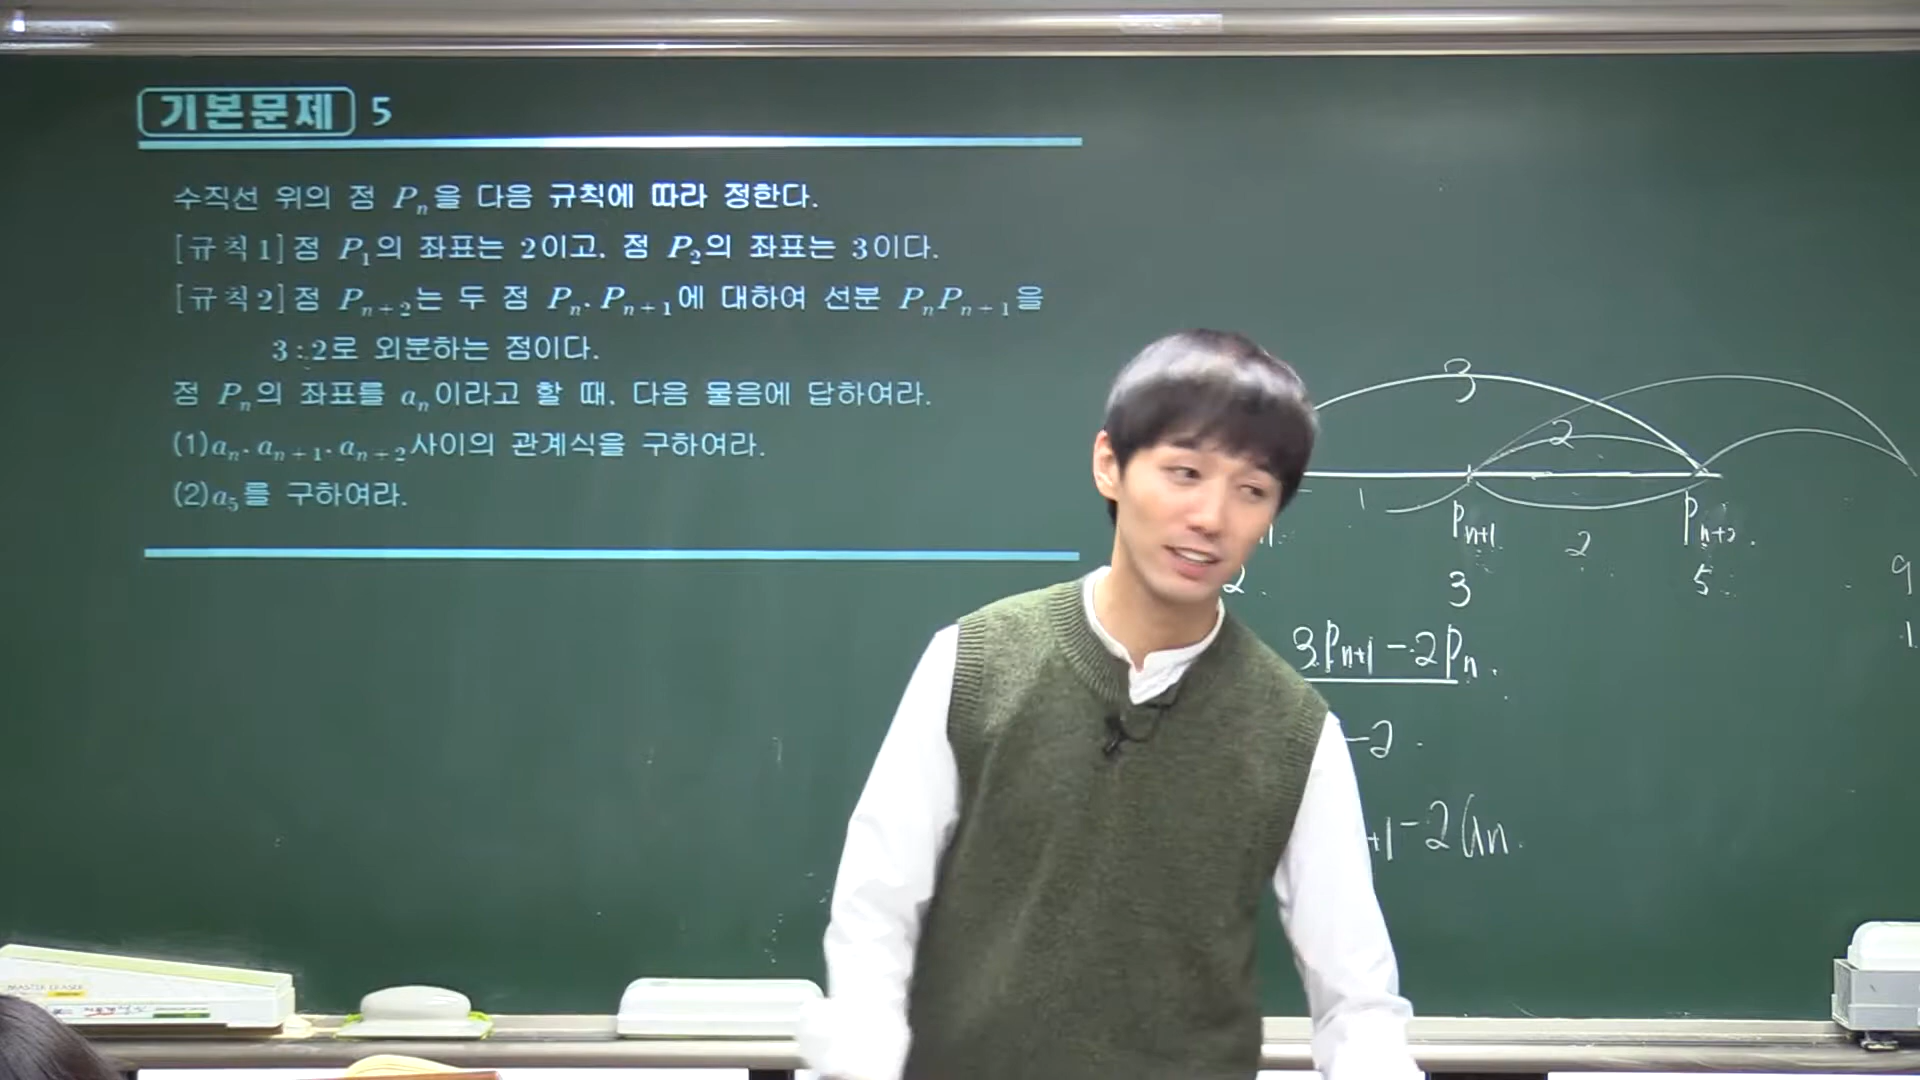 기본문제 5
수직선 위의 점 Pₙ을 다음 규칙에 따라 정한다.
[규칙1]점 P₁의 좌표는 2이고, 점 P₂의 좌표는 3이다.
[규칙2]점 Pₙ₊₂는 두 점 Pₙ, Pₙ₊₁에 대하여 선분 PₙPₙ₊₁을
3:2로 외분하는 점이다.
점 Pₙ의 좌표를 aₙ이라고 할 때, 다음 물음에 답하여라.
(1)aₙ, aₙ₊₁, aₙ₊₂사이의 관계식을 구하여라.
(2)a₅를 구하여라.
3
2
1
Pₙ₊₁
2
Pₙ₊₂.
2.
3
5
9
3Pₙ₊₁-2Pₙ.
-2.
+1-2aₙ.
MASTER ERASER